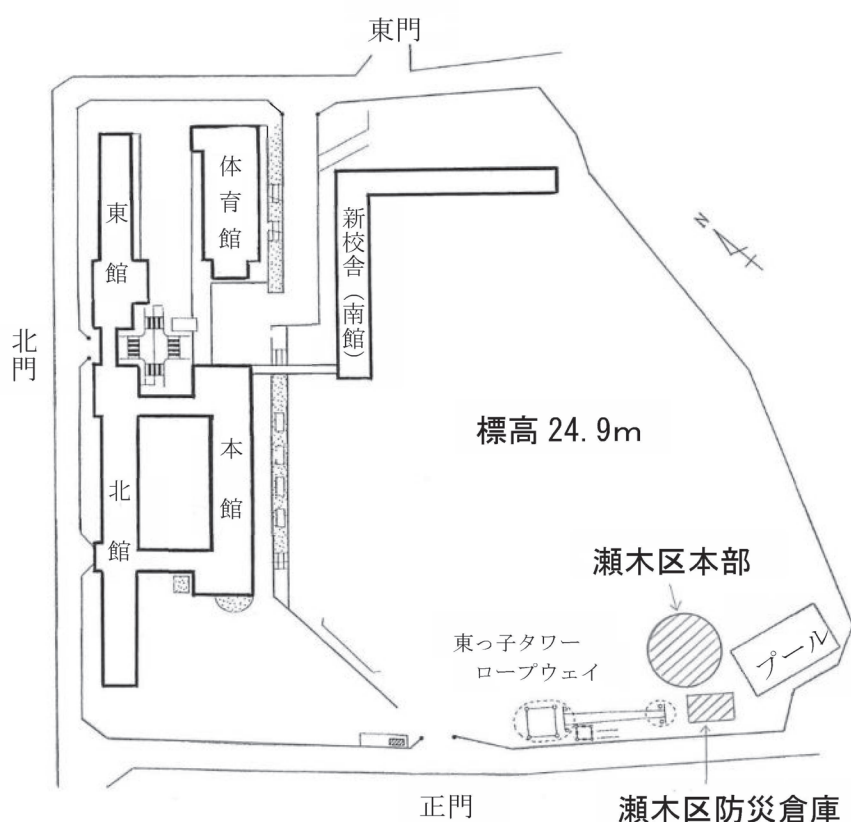 東門
体育館
東館
新校舎（南館）
N
北門
標高 24.9m
本館
北館
瀬木区本部
東っ子タワー
ロープウェイ
プール
正門
瀬木区防災倉庫